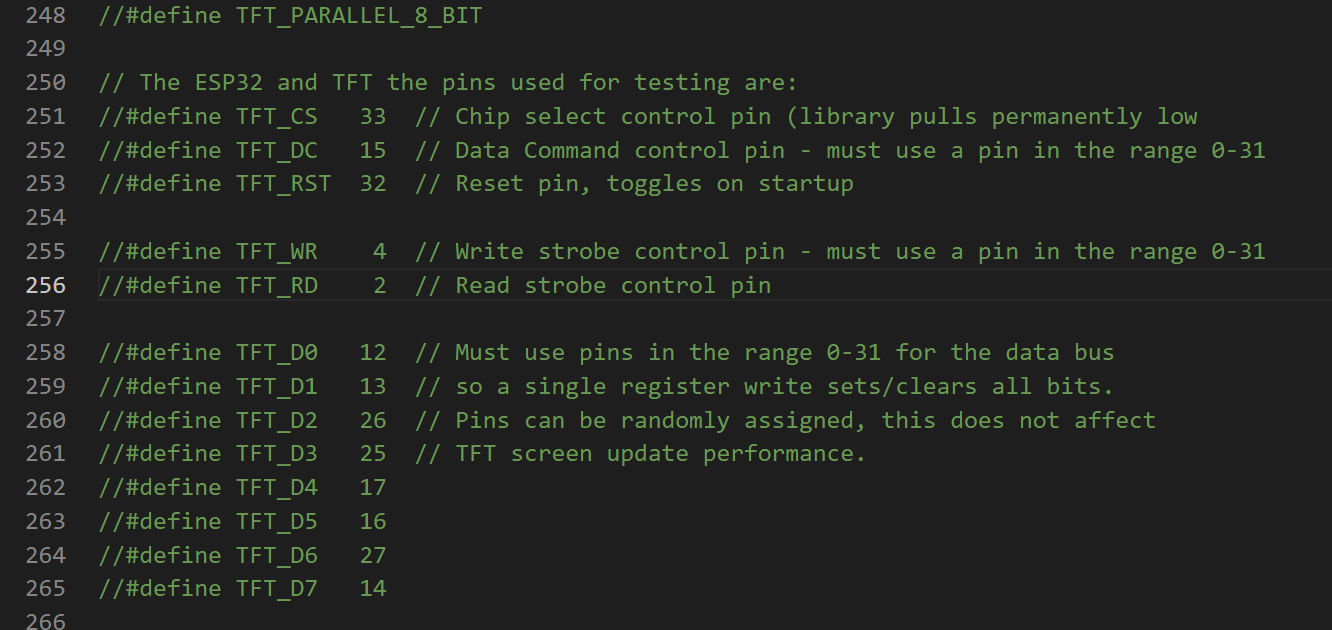 248 //#define TFT_PARALLEL_8_BIT
249
250 // The ESP32 and TFT the pins used for testing are:
251 //#define TFT_CS   33  // Chip select control pin (library pulls permanently low
252 //#define TFT_DC   15  // Data Command control pin - must use a pin in the range 0-31
253 //#define TFT_RST  32  // Reset pin, toggles on startup
254
255 //#define TFT_WR    4  // Write strobe control pin - must use a pin in the range 0-31
256 //#define TFT_RD    2  // Read strobe control pin
257
258 //#define TFT_D0   12  // Must use pins in the range 0-31 for the data bus
259 //#define TFT_D1   13  // so a single register write sets/clears all bits.
260 //#define TFT_D2   26  // Pins can be randomly assigned, this does not affect
261 //#define TFT_D3   25  // TFT screen update performance.
262 //#define TFT_D4   17
263 //#define TFT_D5   16
264 //#define TFT_D6   27
265 //#define TFT_D7   14
266